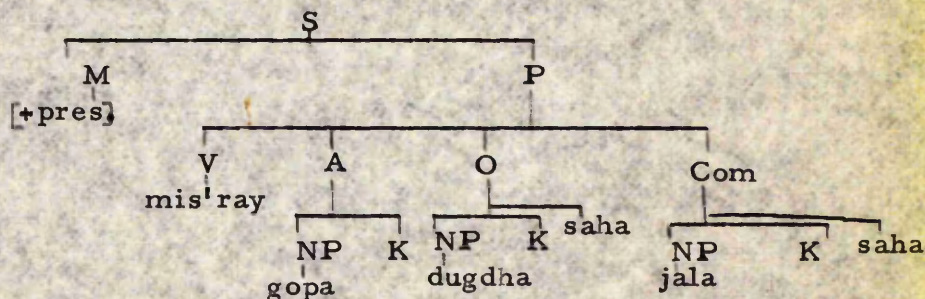 S
M P
[+pres]
V A O Com
mis'ray
NP K NP K saha NP K saha
gopa dugdha jala